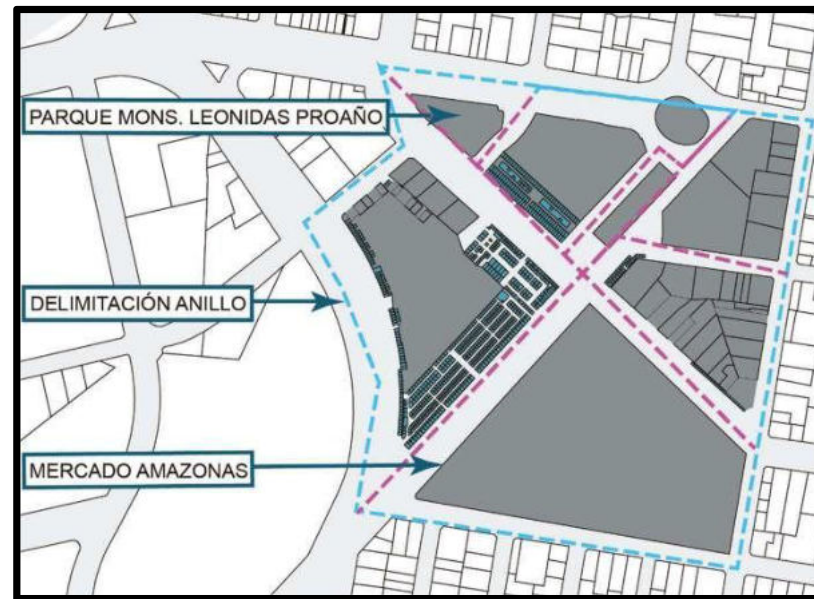 PARQUE MONS. LEONIDAS PROAÑO
DELIMITACIÓN ANILLO
MERCADO AMAZONAS